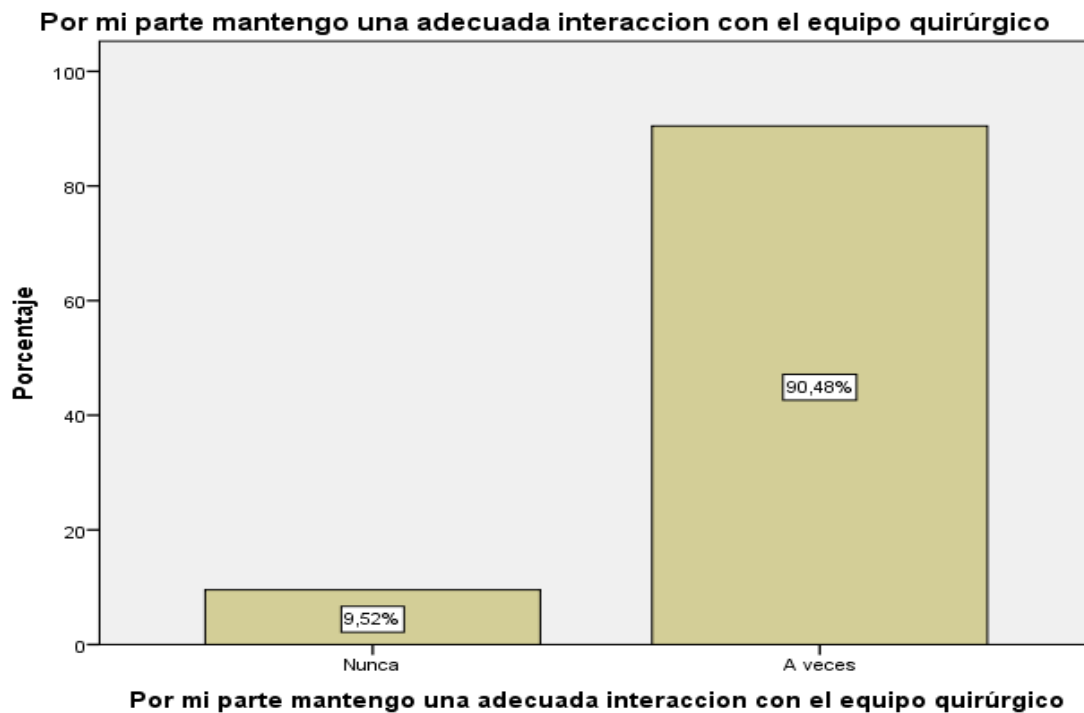 Por mi parte mantengo una adecuada interaccion con el equipo quirúrgico
100
80
60
40
20
0
Porcentaje
9,52%
90,48%
Nunca
A veces
Por mi parte mantengo una adecuada interaccion con el equipo quirúrgico